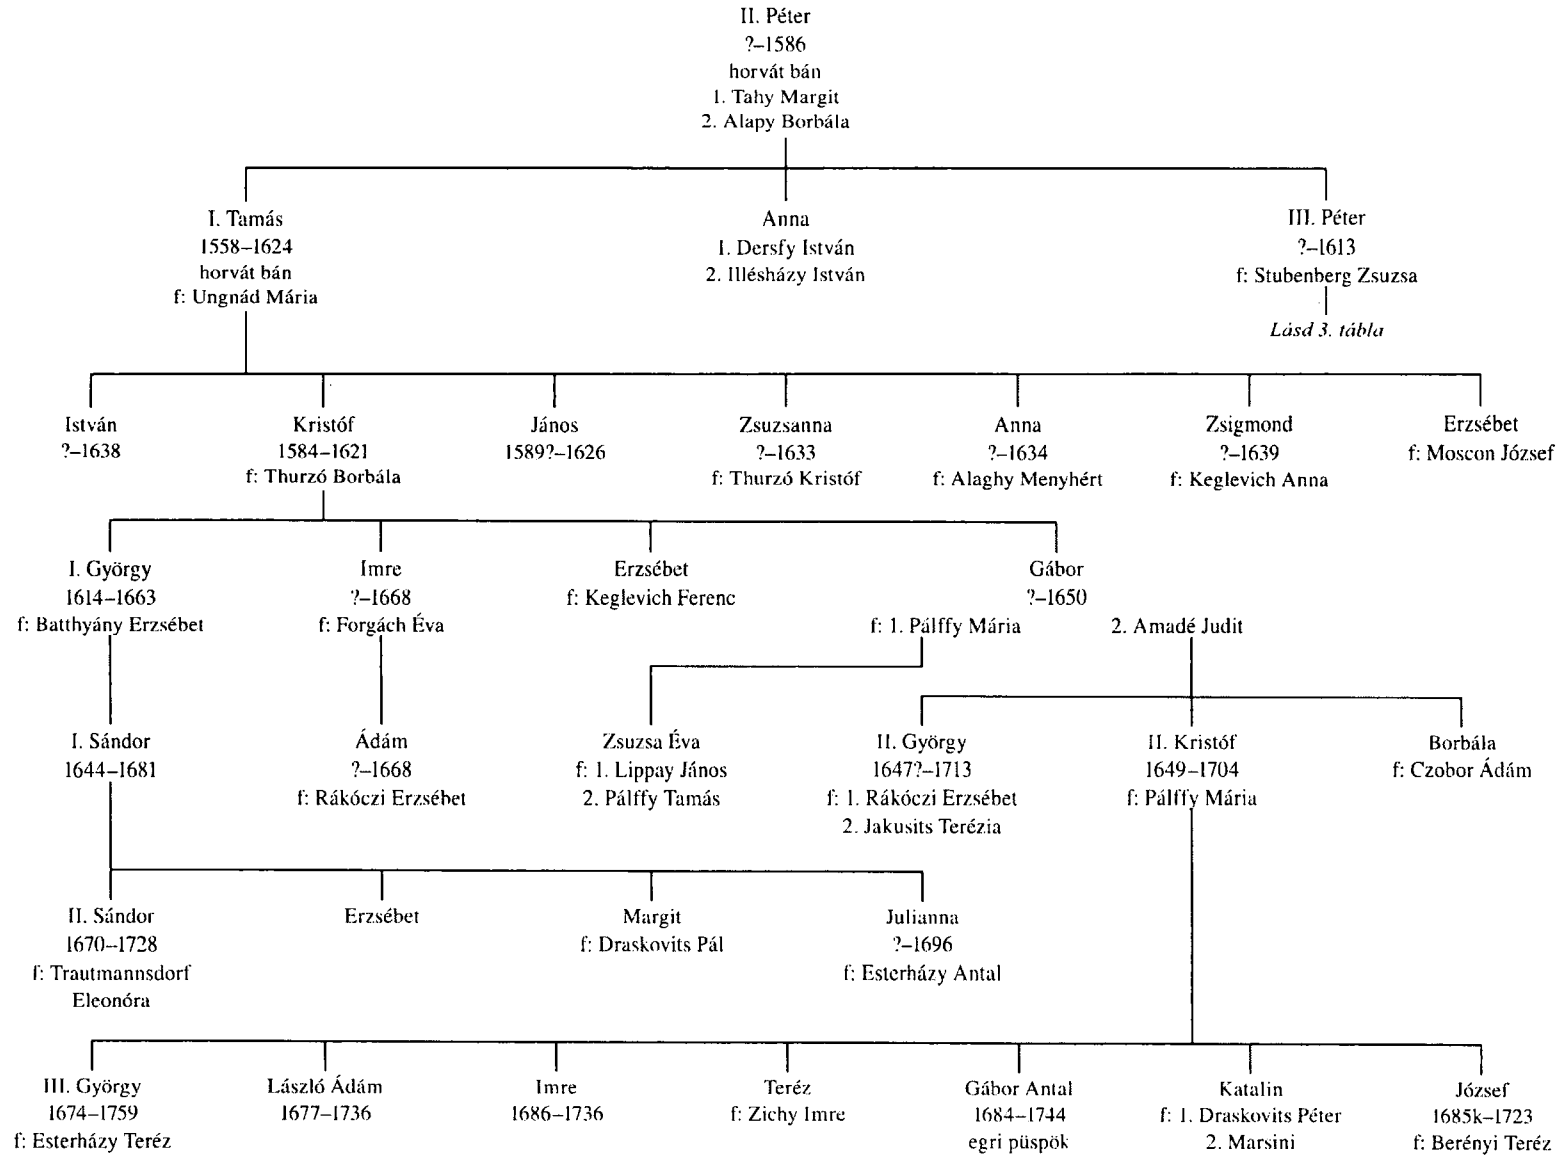 II. Péter
?–1586
horvát bán
1. Tahy Margit
2. Alapy Borbála
I. Tamás
1558–1624
horvát bán
f: Ungnád Mária
Anna
1. Dersfy István
2. Illésházy István
III. Péter
?–1613
f: Stubenberg Zsuzsa
Lásd 3. tábla
István
?–1638
Kristóf
1584–1621
f: Thurzó Borbála
János
1589?–1626
Zsuzsanna
?–1633
f: Thurzó Kristóf
Anna
?–1634
f: Alaghy Menyhért
Zsigmond
?–1639
f: Keglevich Anna
Erzsébet
f: Moscon József
I. György
1614–1663
f: Batthyány Erzsébet
Imre
?–1668
f: Forgách Éva
Erzsébet
f: Keglevich Ferenc
Gábor
?–1650
f: 1. Pálffy Mária
2. Amadé Judit
I. Sándor
1644–1681
Ádám
?–1668
f: Rákóczi Erzsébet
Zsuzsa Éva
f: 1. Lippay János
2. Pálffy Tamás
II. György
1647?–1713
f: 1. Rákóczi Erzsébet
2. Jakusits Terézia
II. Kristóf
1649–1704
f: Pálffy Mária
Borbála
f: Czobor Ádám
II. Sándor
1670–1728
f: Trautmannsdorf
Eleonóra
Erzsébet
Margit
f: Draskovits Pál
Julianna
?–1696
f: Esterházy Antal
III. György
1674–1759
f: Esterházy Teréz
László Ádám
1677–1736
Imre
1686–1736
Teréz
f: Zichy Imre
Gábor Antal
1684–1744
egri püspök
Katalin
f: 1. Draskovits Péter
2. Marsini
József
1685k–1723
f: Berényi Teréz